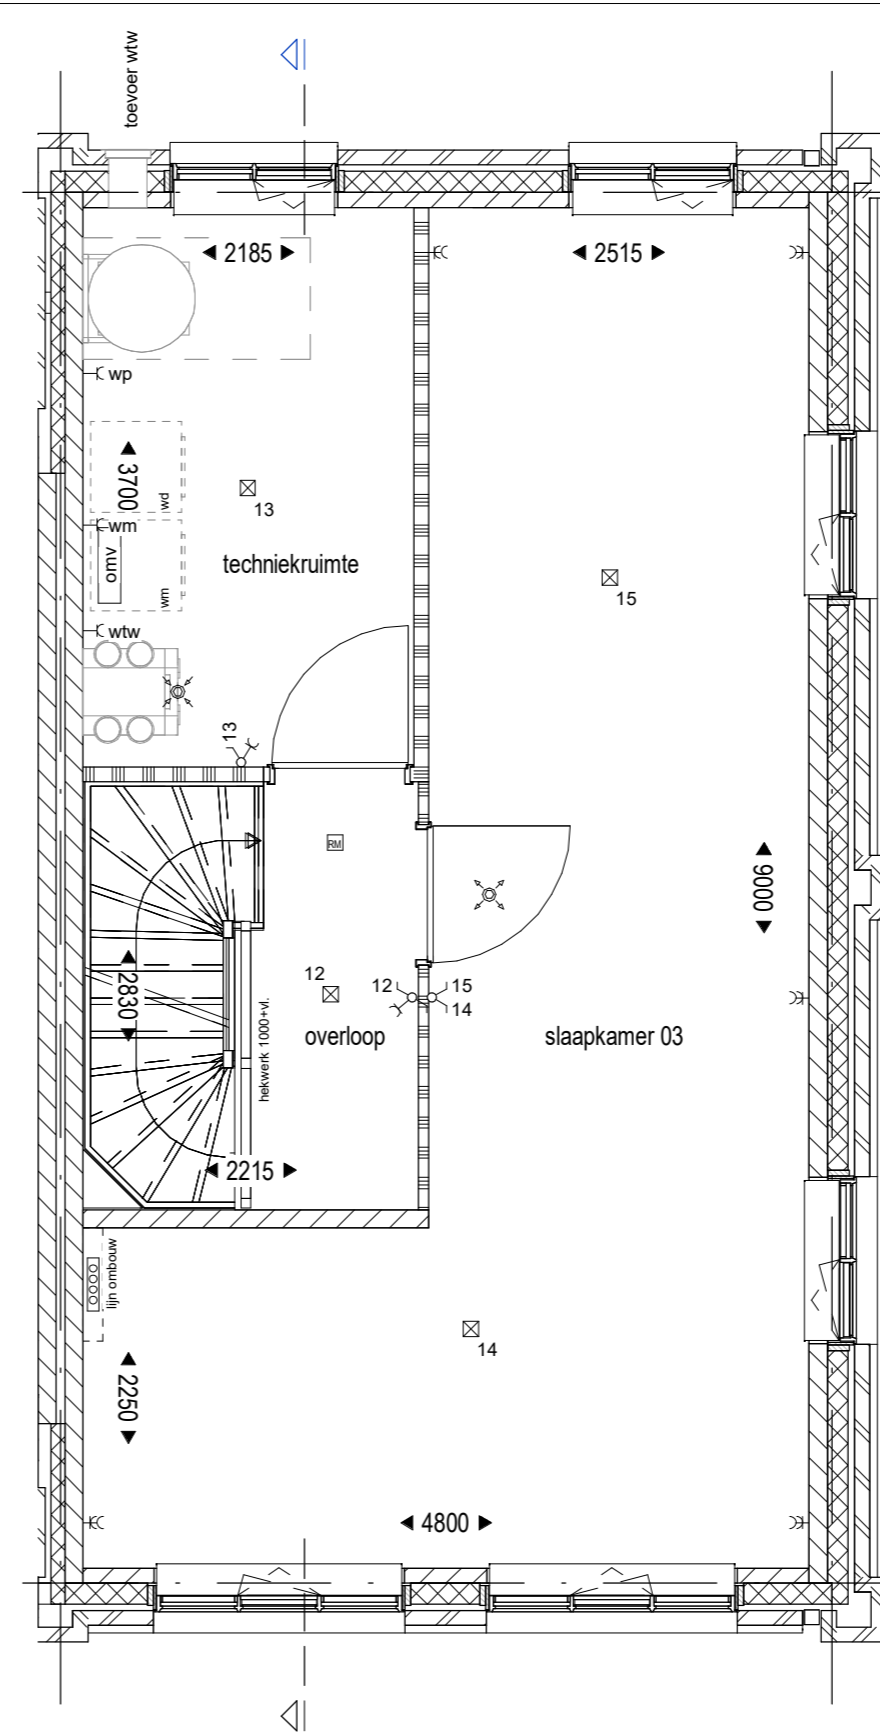 toevoer wtw
2185
2515
wp
3700
wd
13
wm
omv
techniekruimte
15
wm
wtw
13
RM
9000
2830
12
12
15
14
hekwerk 1000+vl.
overloop
slaapkamer 03
2215
lijn ombouw
14
2250
4800